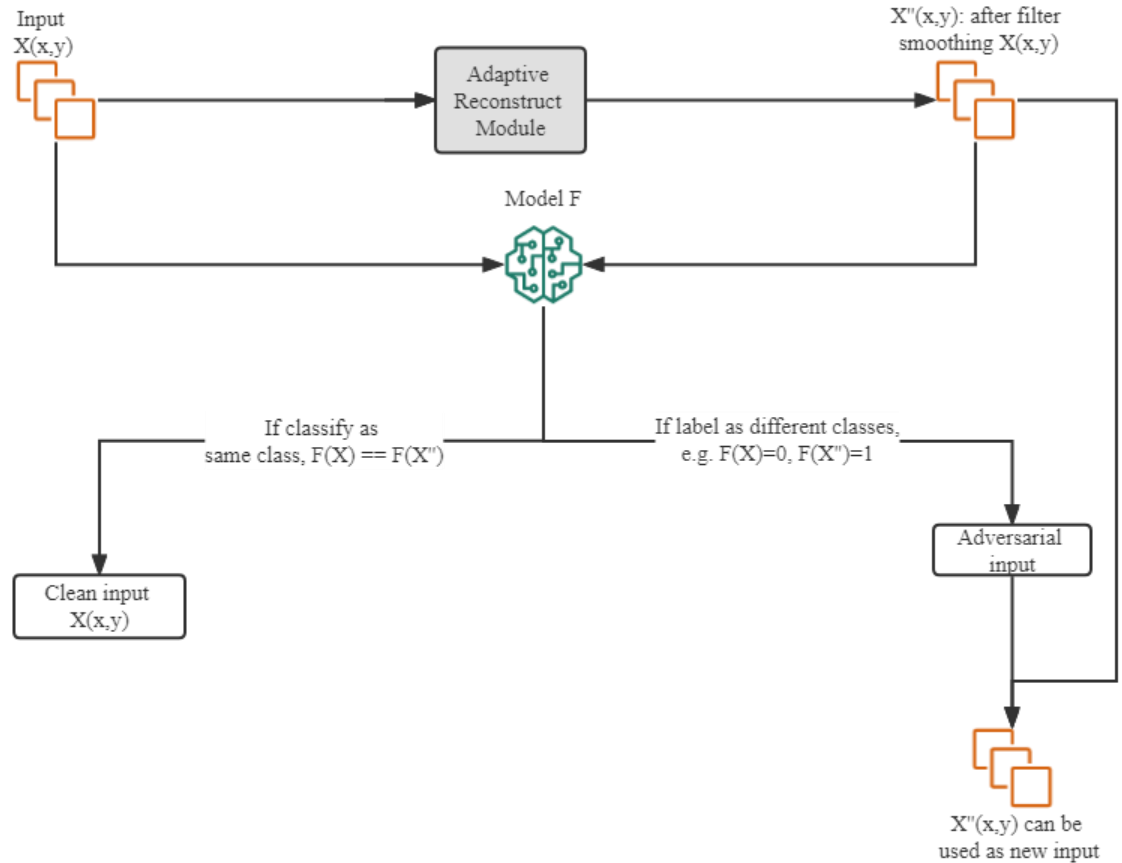 Input
X(x,y)
X"(x,y): after filter
smoothing X(x,y)
Adaptive
Reconstruct
Module
Model F
If classify as
same class, F(X) == F(X")
If label as different classes,
e.g. F(X)=0, F(X")=1
Adversarial
input
Clean input
X(x,y)
X"(x,y) can be
used as new input